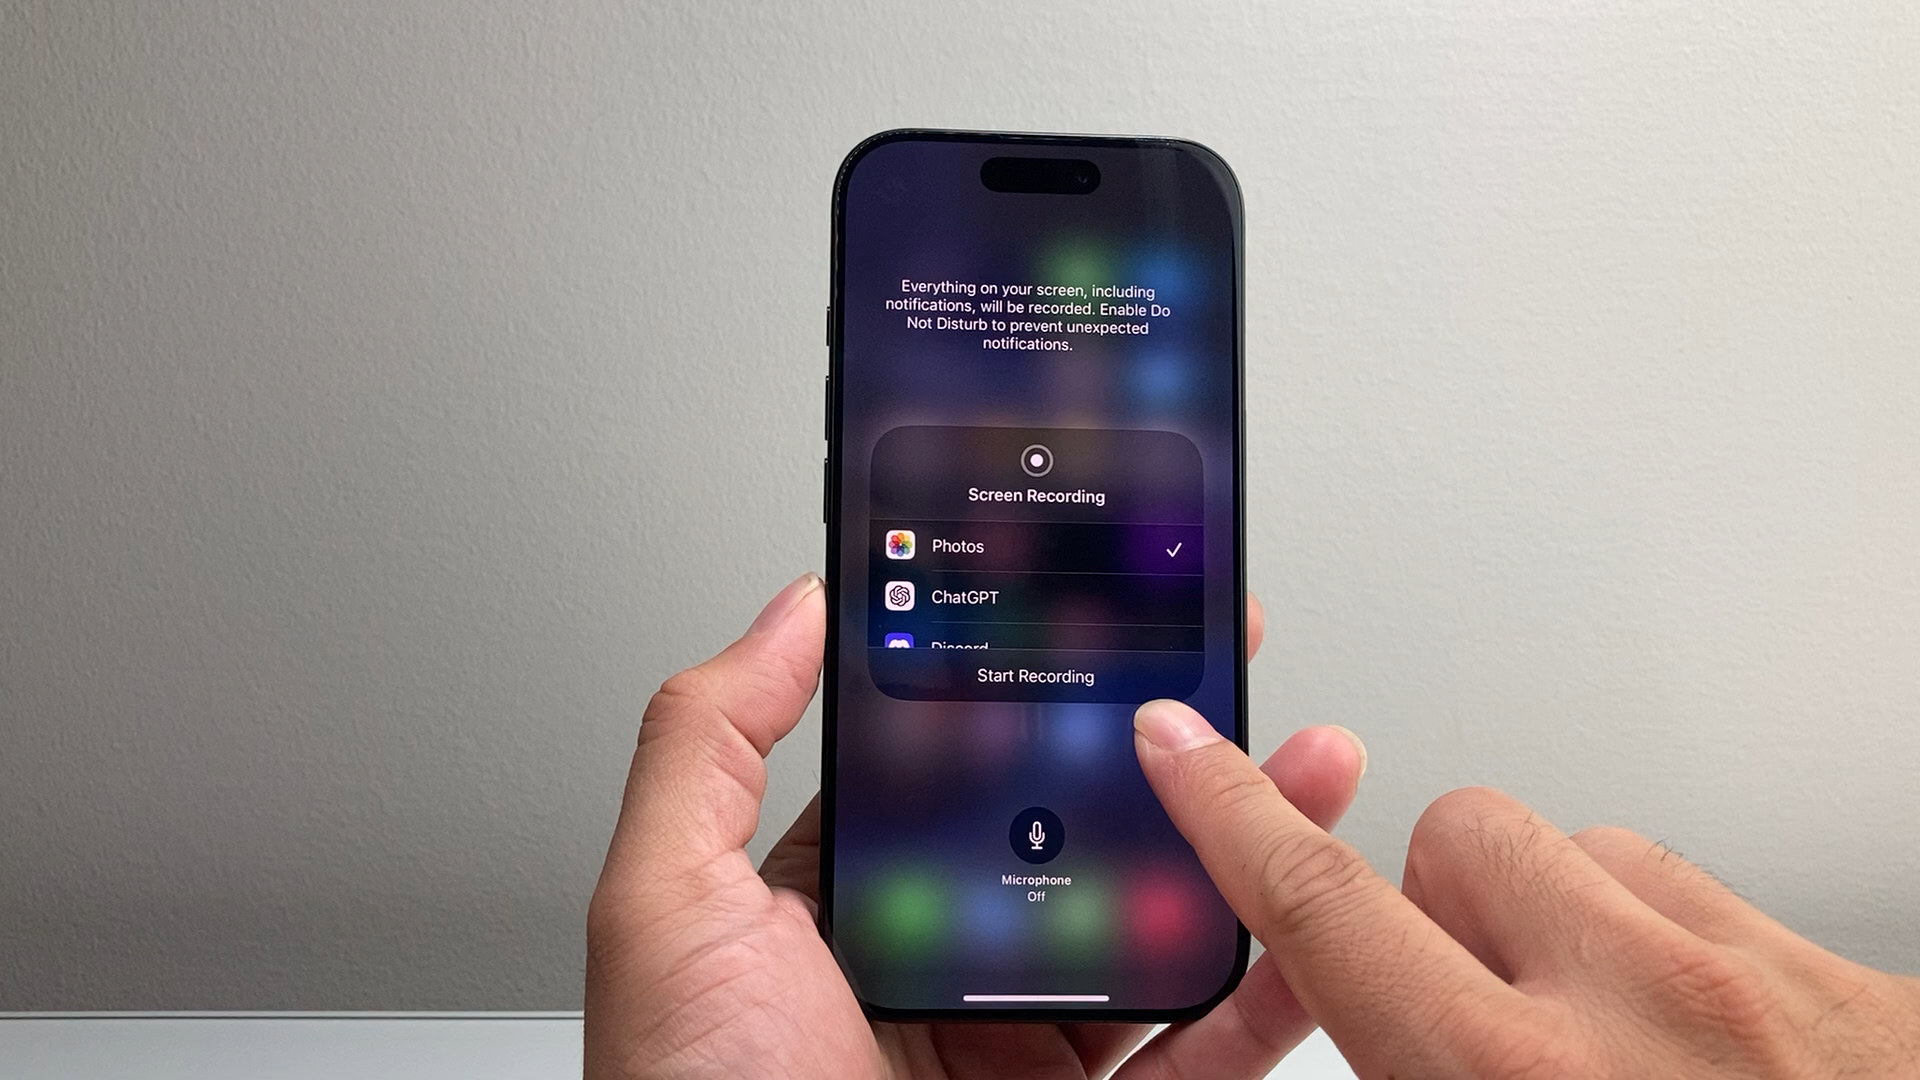 Everything on your screen, including
notifications, will be recorded. Enable Do
Not Disturb to prevent unexpected
notifications.
Screen Recording
Photos
ChatGPT
Discord
Start Recording
Microphone
Off